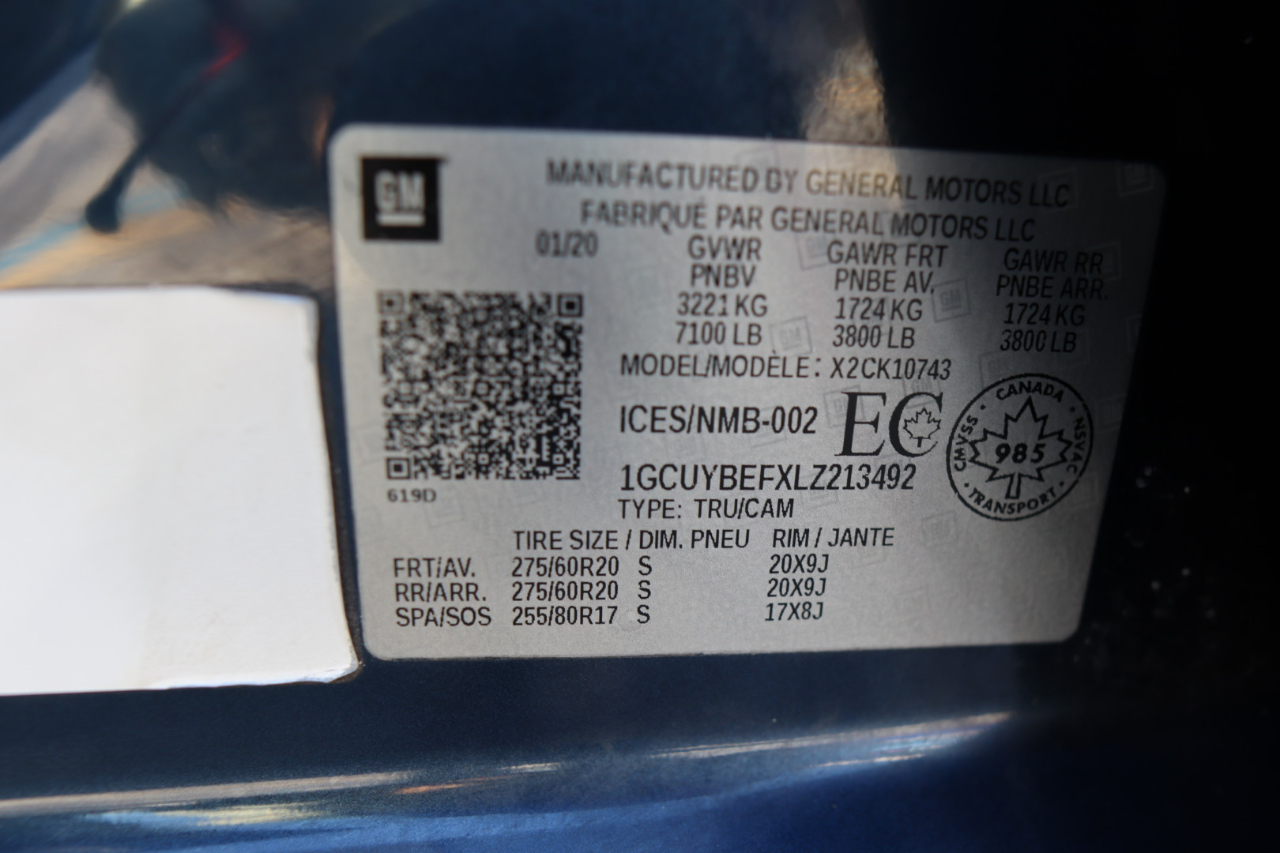 GM
MANUFACTURED BY GENERAL MOTORS LLC
FABRIQUÉ PAR GENERAL MOTORS LLC
01/20 GVWR GAWR FRT GAWR RR
PNBV PNBE AV. PNBE ARR.
3221 KG 1724 KG 1724 KG
7100 LB 3800 LB 3800 LB
MODEL/MODÈLE: X2CK10743
ICES/NMB-002 EC
CANADA
CMVSS 985 NSVAC
TRANSPORT
1GCUYBEFXLZ213492
619D
TYPE: TRU/CAM
TIRE SIZE / DIM. PNEU RIM / JANTE
FRT/AV. 275/60R20 S 20X9J
RR/ARR. 275/60R20 S 20X9J
SPA/SOS 255/80R17 S 17X8J